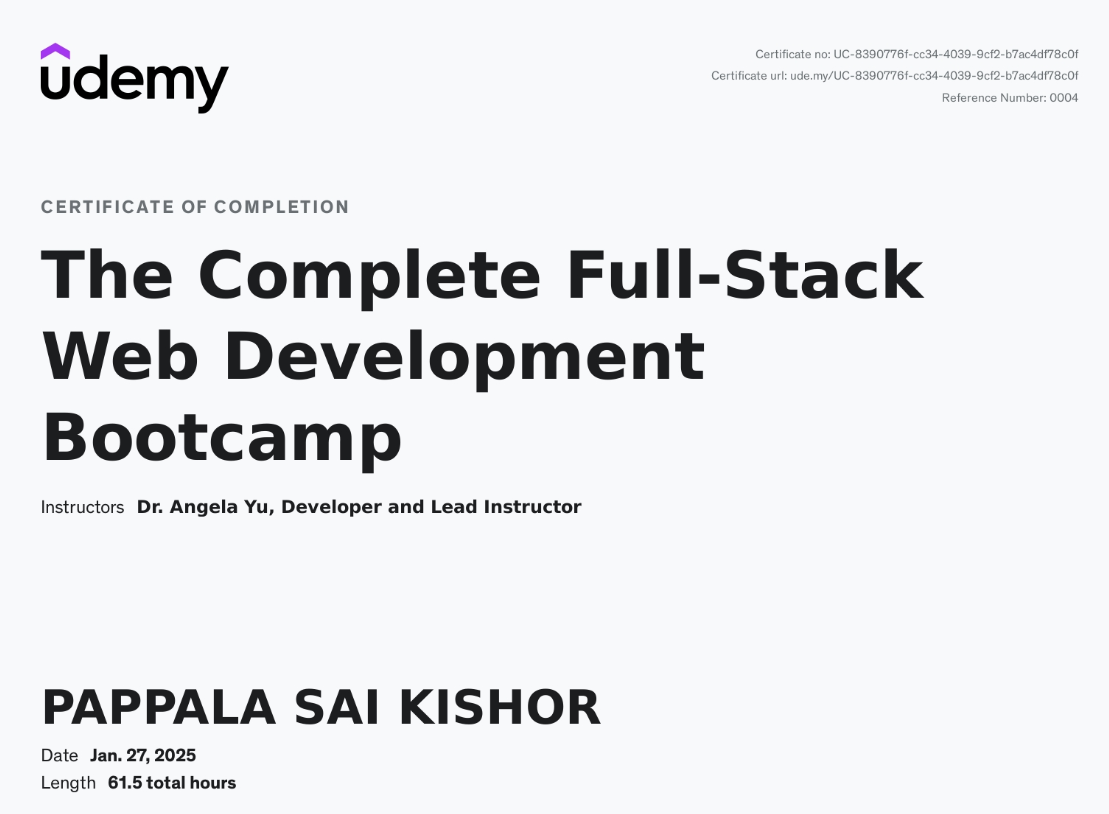 udemy
Certificate no: UC-8390776f-cc34-4039-9cf2-b7ac4df78c0f
Certificate url: ude.my/UC-8390776f-cc34-4039-9cf2-b7ac4df78c0f
Reference Number: 0004
CERTIFICATE OF COMPLETION
The Complete Full-Stack
Web Development
Bootcamp
Instructors Dr. Angela Yu, Developer and Lead Instructor
PAPPALA SAI KISHOR
Date Jan. 27, 2025
Length 61.5 total hours